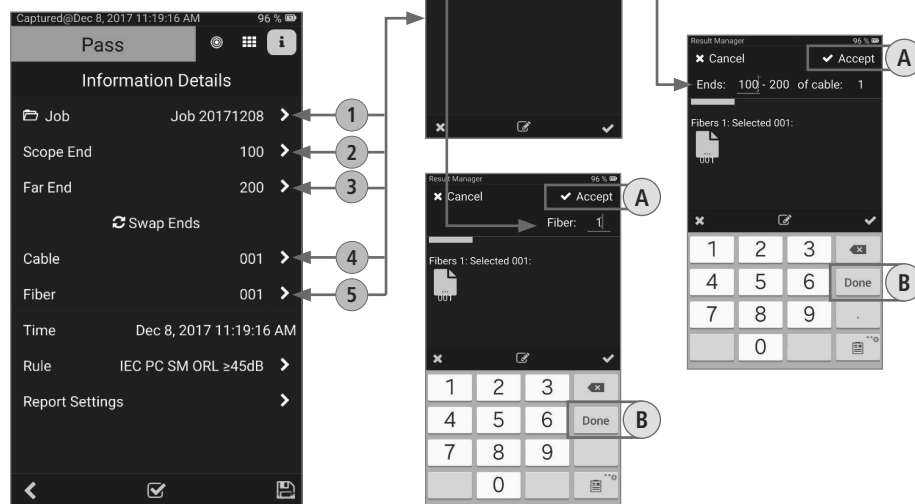 Captured@Dec 8, 2017 11:19:16 AM 96 %
Pass i
Information Details
Job Job 20171208
1
Scope End 100
2
Far End 200
3
Swap Ends
Cable 001
4
Fiber 001
5
Time Dec 8, 2017 11:19:16 AM
Rule IEC PC SM ORL ≥45dB
Report Settings
Result Manager 96 %
Cancel Accept
A
Fiber: 1
Fibers 1: Selected 001:
...
001
1 2 3
4 5 6 Done
B
7 8 9
0
Result Manager 96 %
Cancel Accept
A
Ends: 100 - 200 of cable: 1
Fibers 1: Selected 001:
...
001
1 2 3
4 5 6 Done
B
7 8 9 .
0